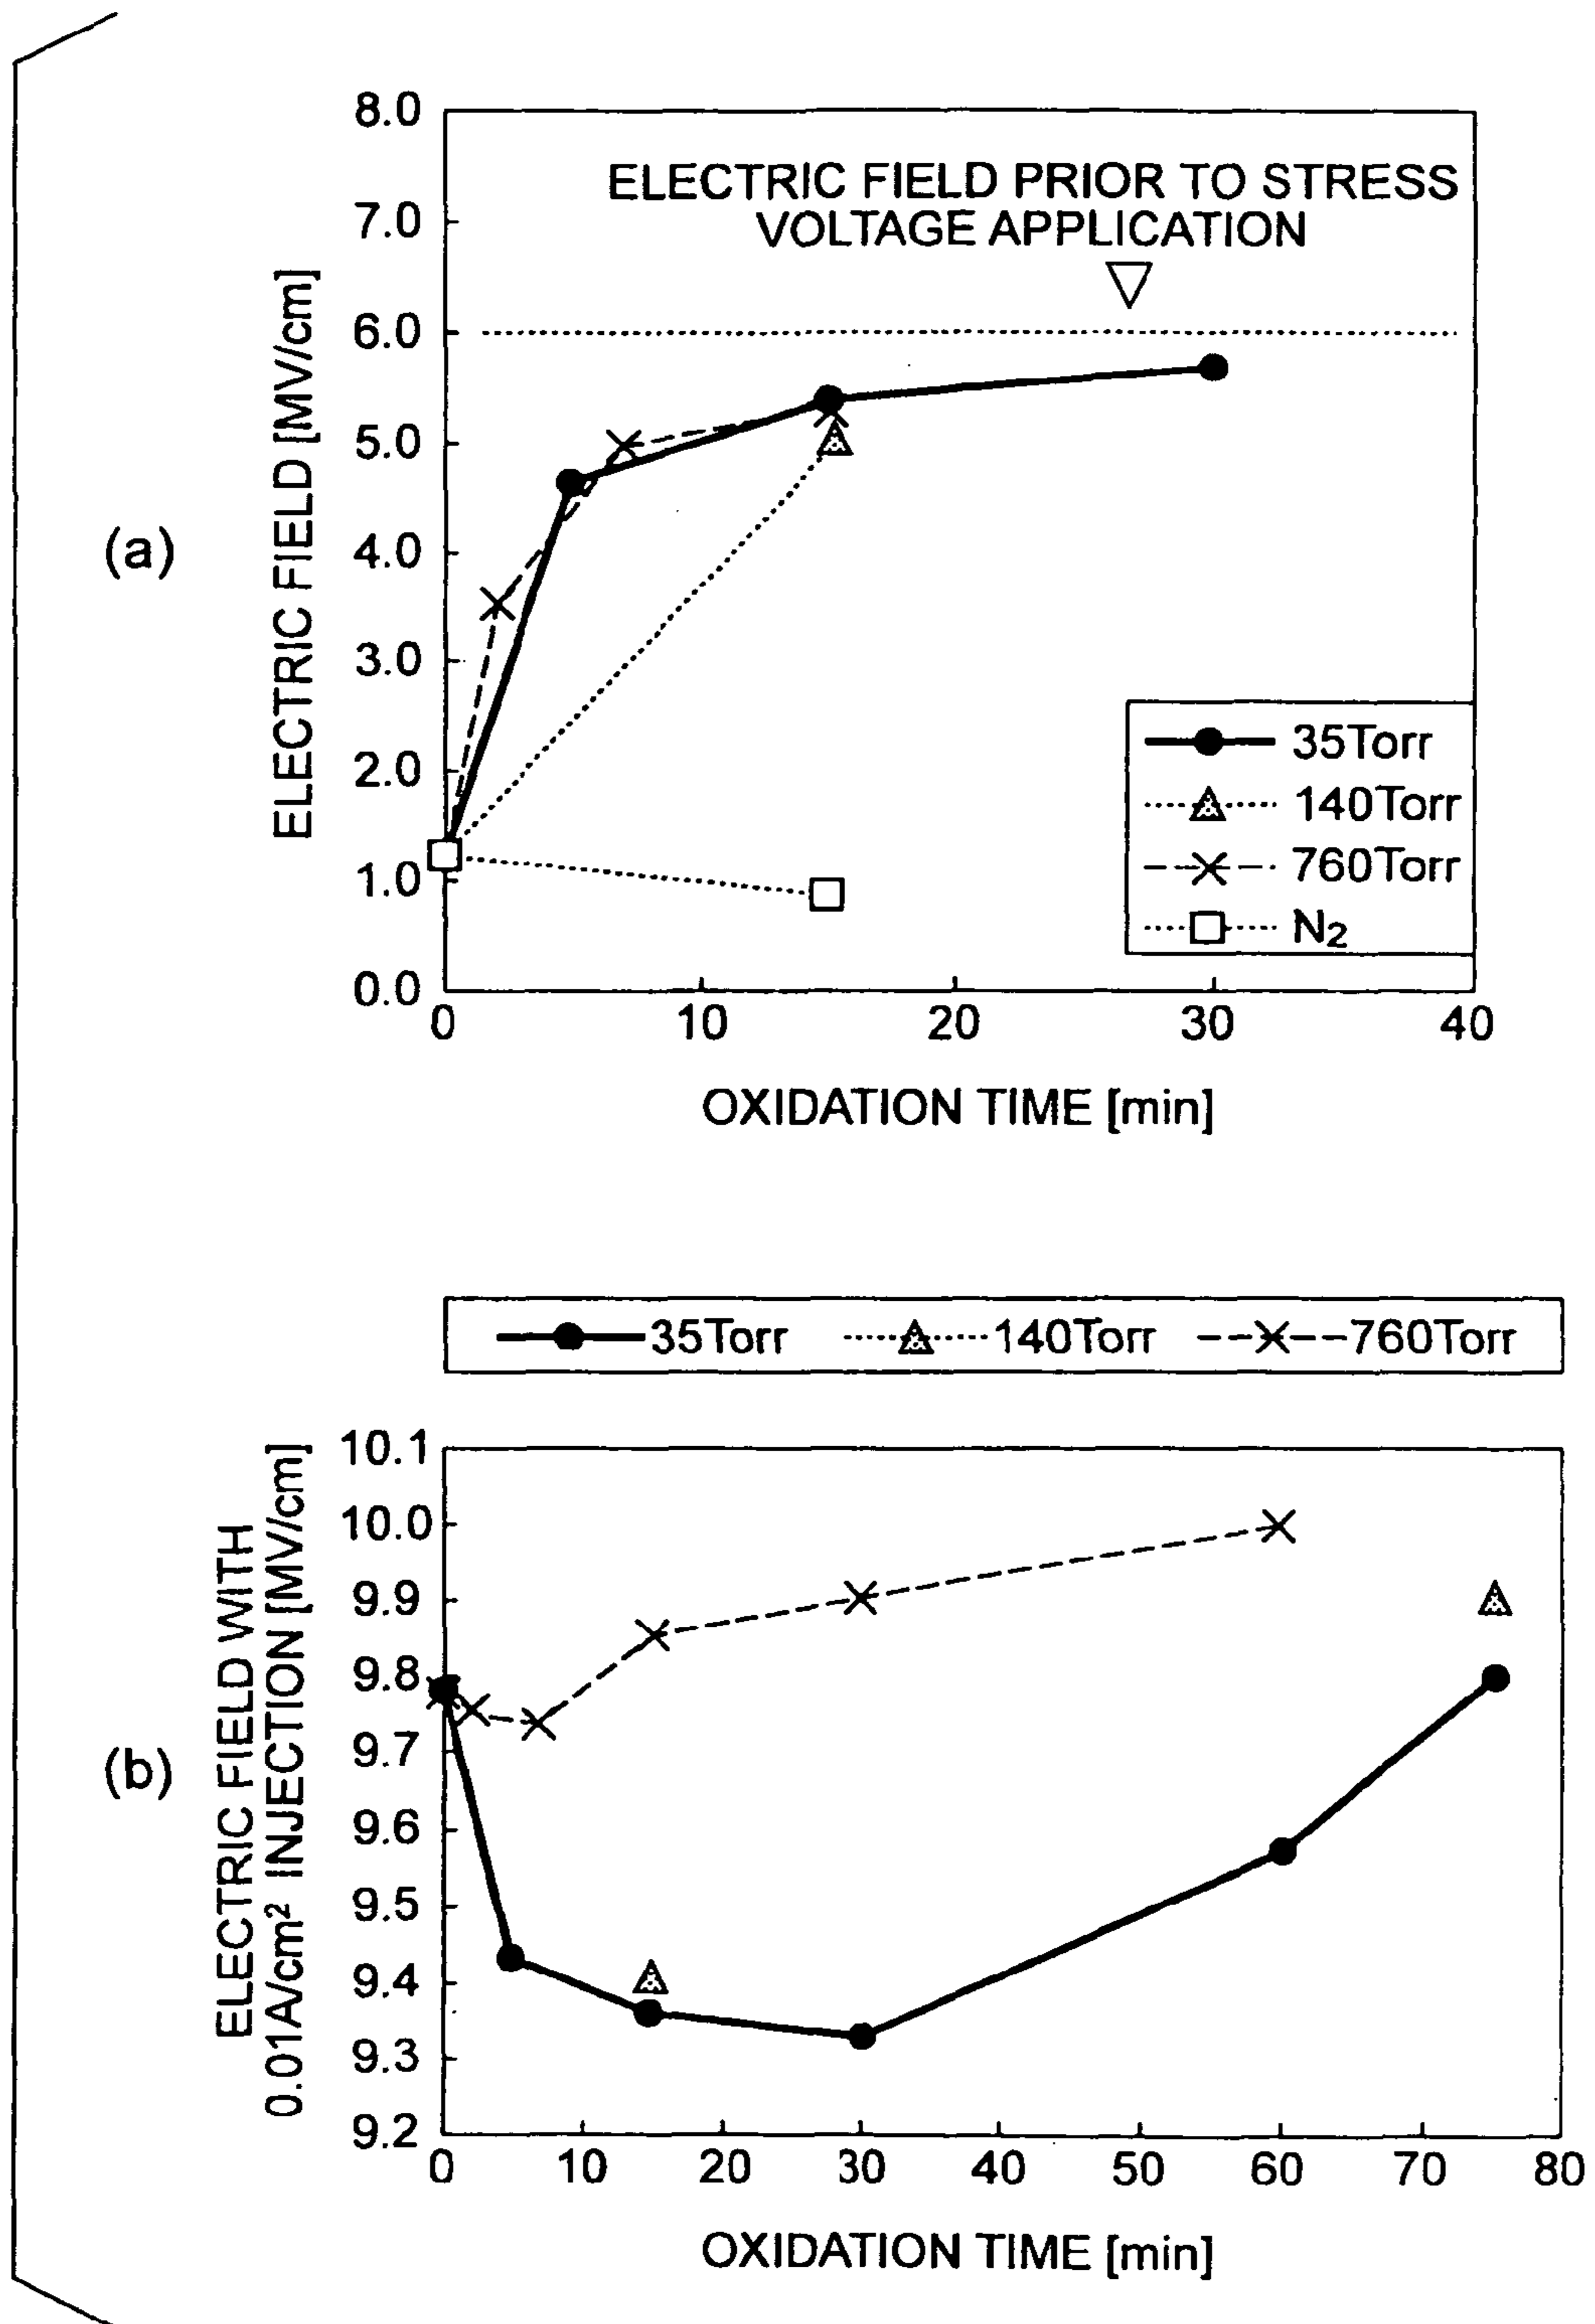 (a)
ELECTRIC FIELD [MV/cm]
8.0
7.0
6.0
5.0
4.0
3.0
2.0
1.0
0.0
ELECTRIC FIELD PRIOR TO STRESS
VOLTAGE APPLICATION
35Torr
140Torr
760Torr
N₂
0 10 20 30 40
OXIDATION TIME [min]
35Torr 140Torr 760Torr
(b)
ELECTRIC FIELD WITH
0.01A/cm² INJECTION [MV/cm]
10.1
10.0
9.9
9.8
9.7
9.6
9.5
9.4
9.3
9.2
0 10 20 30 40 50 60 70 80
OXIDATION TIME [min]